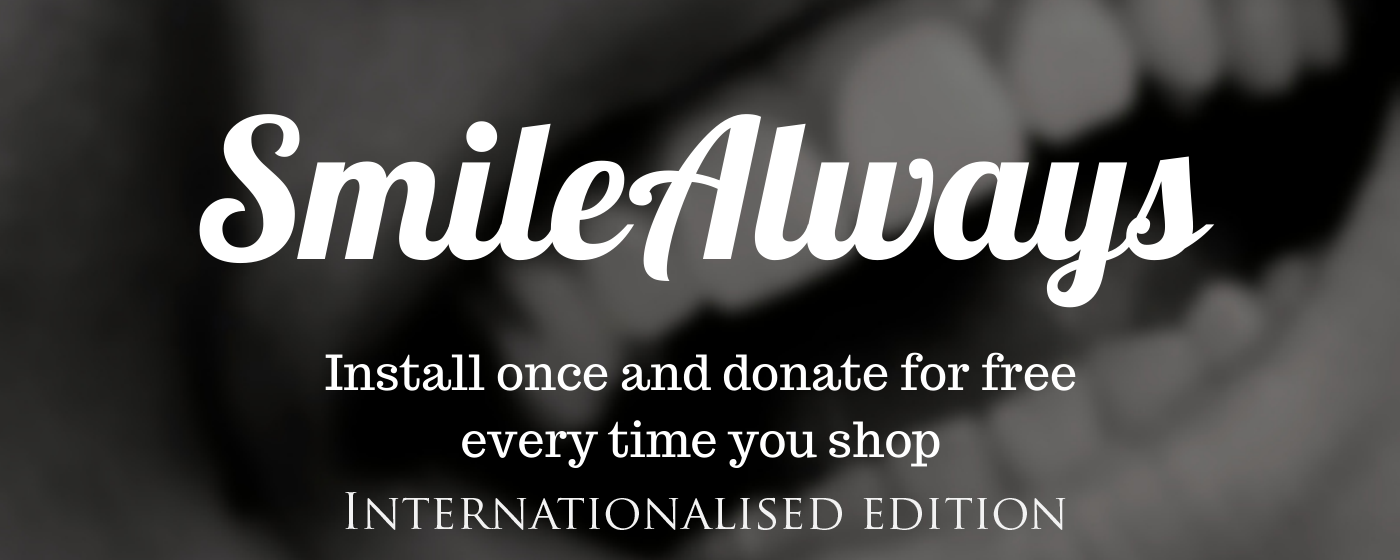 SmileAlways
Install once and donate for free
every time you shop
Internationalised edition